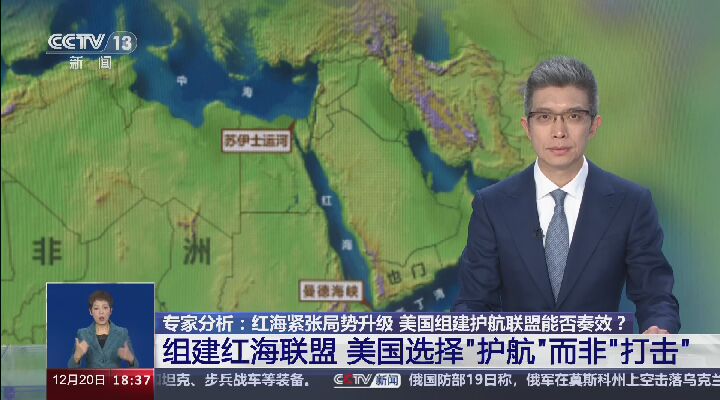 CCTV 13
新闻
中海
苏伊士运河
红海
非洲
曼德海峡
也门
亚丁湾
专家分析：红海紧张局势升级 美国组建护航联盟能否奏效？
组建红海联盟 美国选择"护航"而非"打击"
12月20日 18:37 和坦克、步兵战车等装备。 CCTV新闻 俄国防部19日称，俄军在莫斯科州上空击落乌克兰